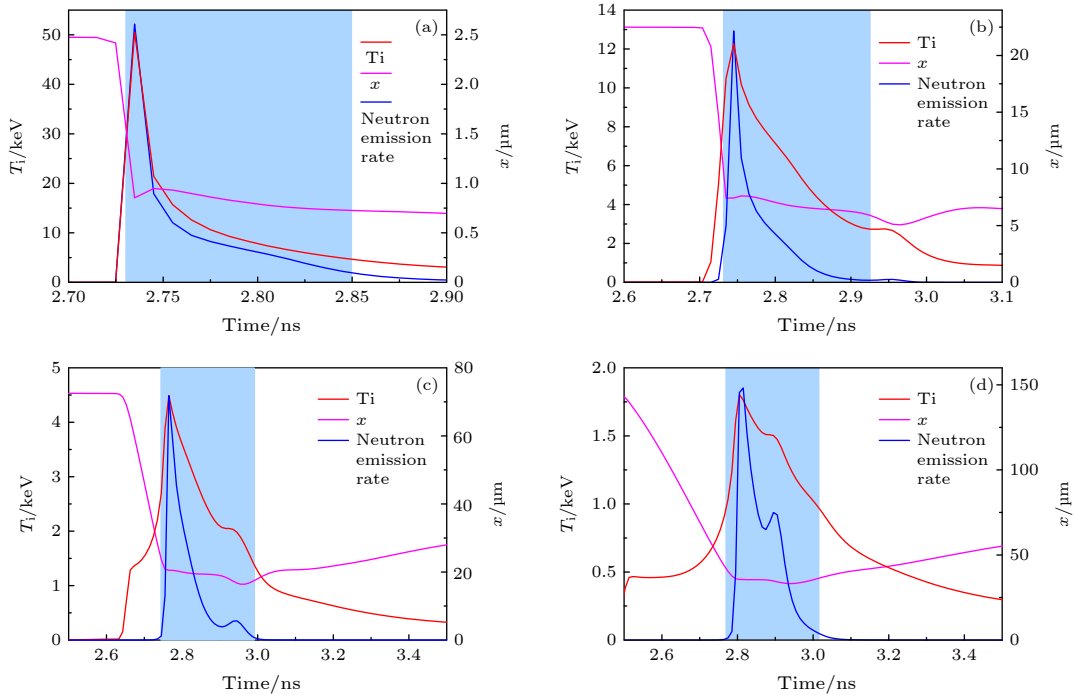 (a)
Ti
x
Neutron
emission
rate
50
40
30
20
10
0
2.5
2.0
1.5
1.0
0.5
0
Ti/keV
x/µm
2.70
2.75
2.80
2.85
2.90
Time/ns
(b)
Ti
x
Neutron
emission
rate
14
12
10
8
6
4
2
0
20
15
10
5
0
Ti/keV
x/µm
2.6
2.7
2.8
2.9
3.0
3.1
Time/ns
(c)
Ti
x
Neutron
emission
rate
5
4
3
2
1
0
80
60
40
20
0
Ti/keV
x/µm
2.6
2.8
3.0
3.2
3.4
Time/ns
(d)
Ti
x
Neutron
emission
rate
2.0
1.5
1.0
0.5
0
150
100
50
0
Ti/keV
x/µm
2.6
2.8
3.0
3.2
3.4
Time/ns